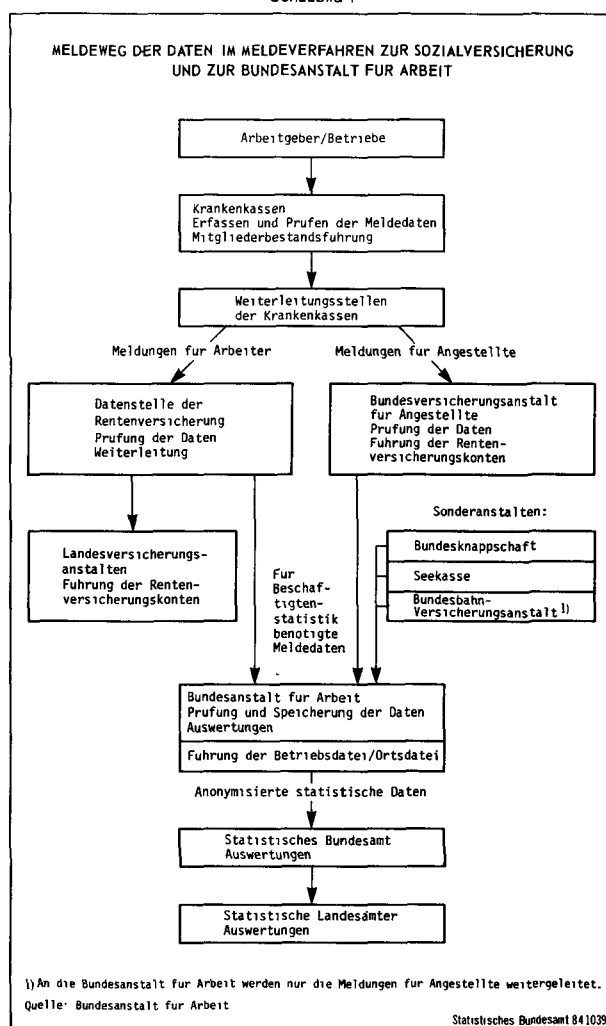 MELDEWEG DER DATEN IM MELDEVERFAHREN ZUR SOZIALVERSICHERUNG
UND ZUR BUNDESANSTALT FUR ARBEIT
Arbeitgeber/Betriebe
Krankenkassen
Erfassen und Prufen der Meldedaten
Mitgliederbestandsfuhrung
Weiterleitungsstellen
der Krankenkassen
Meldungen fur Arbeiter
Meldungen fur Angestellte
Datenstelle der
Rentenversicherung
Prufung der Daten
Weiterleitung
Bundesversicherungsanstalt
fur Angestellte
Prufung der Daten
Fuhrung der Renten-
versicherungskonten
Landesversicherungs-
anstalten
Fuhrung der Renten-
versicherungskonten
Fur
Beschaf-
tigten-
statistik
benotigte
Meldedaten
Sonderanstalten:
Bundesknappschaft
Seekasse
Bundesbahn-
Versicherungsanstalt 1)
Bundesanstalt fur Arbeit
Prufung und Speicherung der Daten
Auswertungen
Fuhrung der Betriebsdatei/Ortsdatei
Anonymisierte statistische Daten
Statistisches Bundesamt
Auswertungen
Statistische Landesämter
Auswertungen
1) An die Bundesanstalt fur Arbeit werden nur die Meldungen fur Angestellte weitergeleitet.
Quelle· Bundesanstalt fur Arbeit
Statistisches Bundesamt 841039